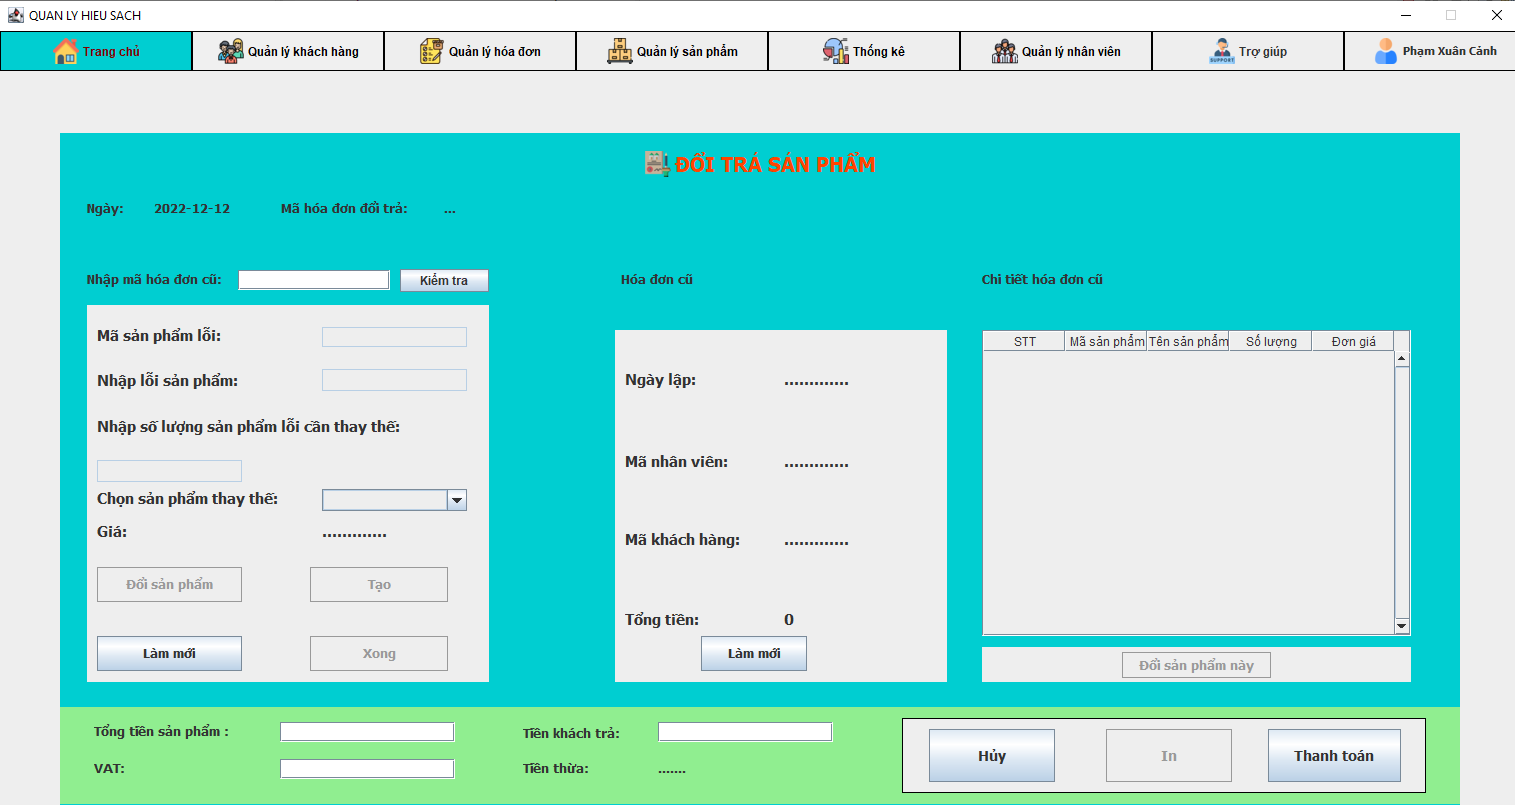 QUAN LY HIEU SACH
Trang chủ
Quản lý khách hàng
Quản lý hóa đơn
Quản lý sản phẩm
Thống kê
Quản lý nhân viên
SUPPORT
Trợ giúp
Phạm Xuân Cảnh
ĐỔI TRẢ SẢN PHẨM
Ngày: 2022-12-12 Mã hóa đơn đổi trả: ...
Nhập mã hóa đơn cũ: Kiểm tra
Mã sản phẩm lỗi:
Nhập lỗi sản phẩm:
Nhập số lượng sản phẩm lỗi cần thay thế:
Chọn sản phẩm thay thế:
Giá: .............
Đổi sản phẩm Tạo
Làm mới Xong
Hóa đơn cũ
Ngày lập: .............
Mã nhân viên: .............
Mã khách hàng: .............
Tổng tiền: 0
Làm mới
Chi tiết hóa đơn cũ
STT Mã sản phẩm Tên sản phẩm Số lượng Đơn giá
Đổi sản phẩm này
Tổng tiền sản phẩm :
VAT:
Tiền khách trả:
Tiền thừa: .......
Hủy In Thanh toán